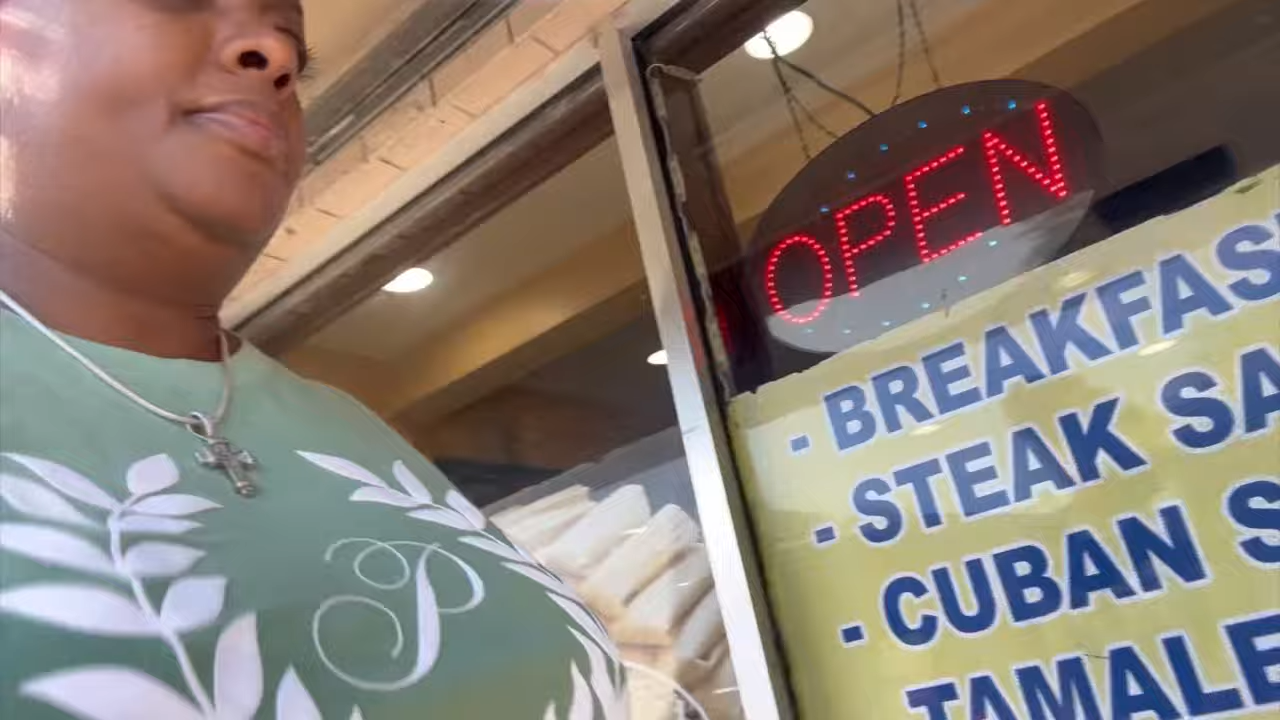 OPEN
- BREAKFAS
- STEAK SA
- CUBAN S
TAMALE
P